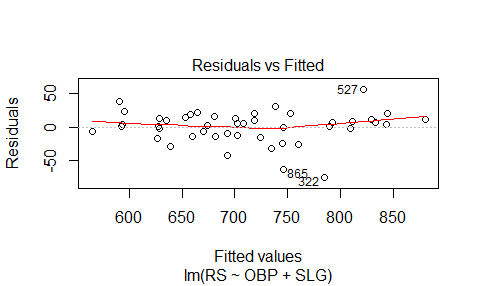 Residuals vs Fitted
Residuals
50
0
-50
527
865
322
600 650 700 750 800 850
Fitted values
lm(RS ~ OBP + SLG)